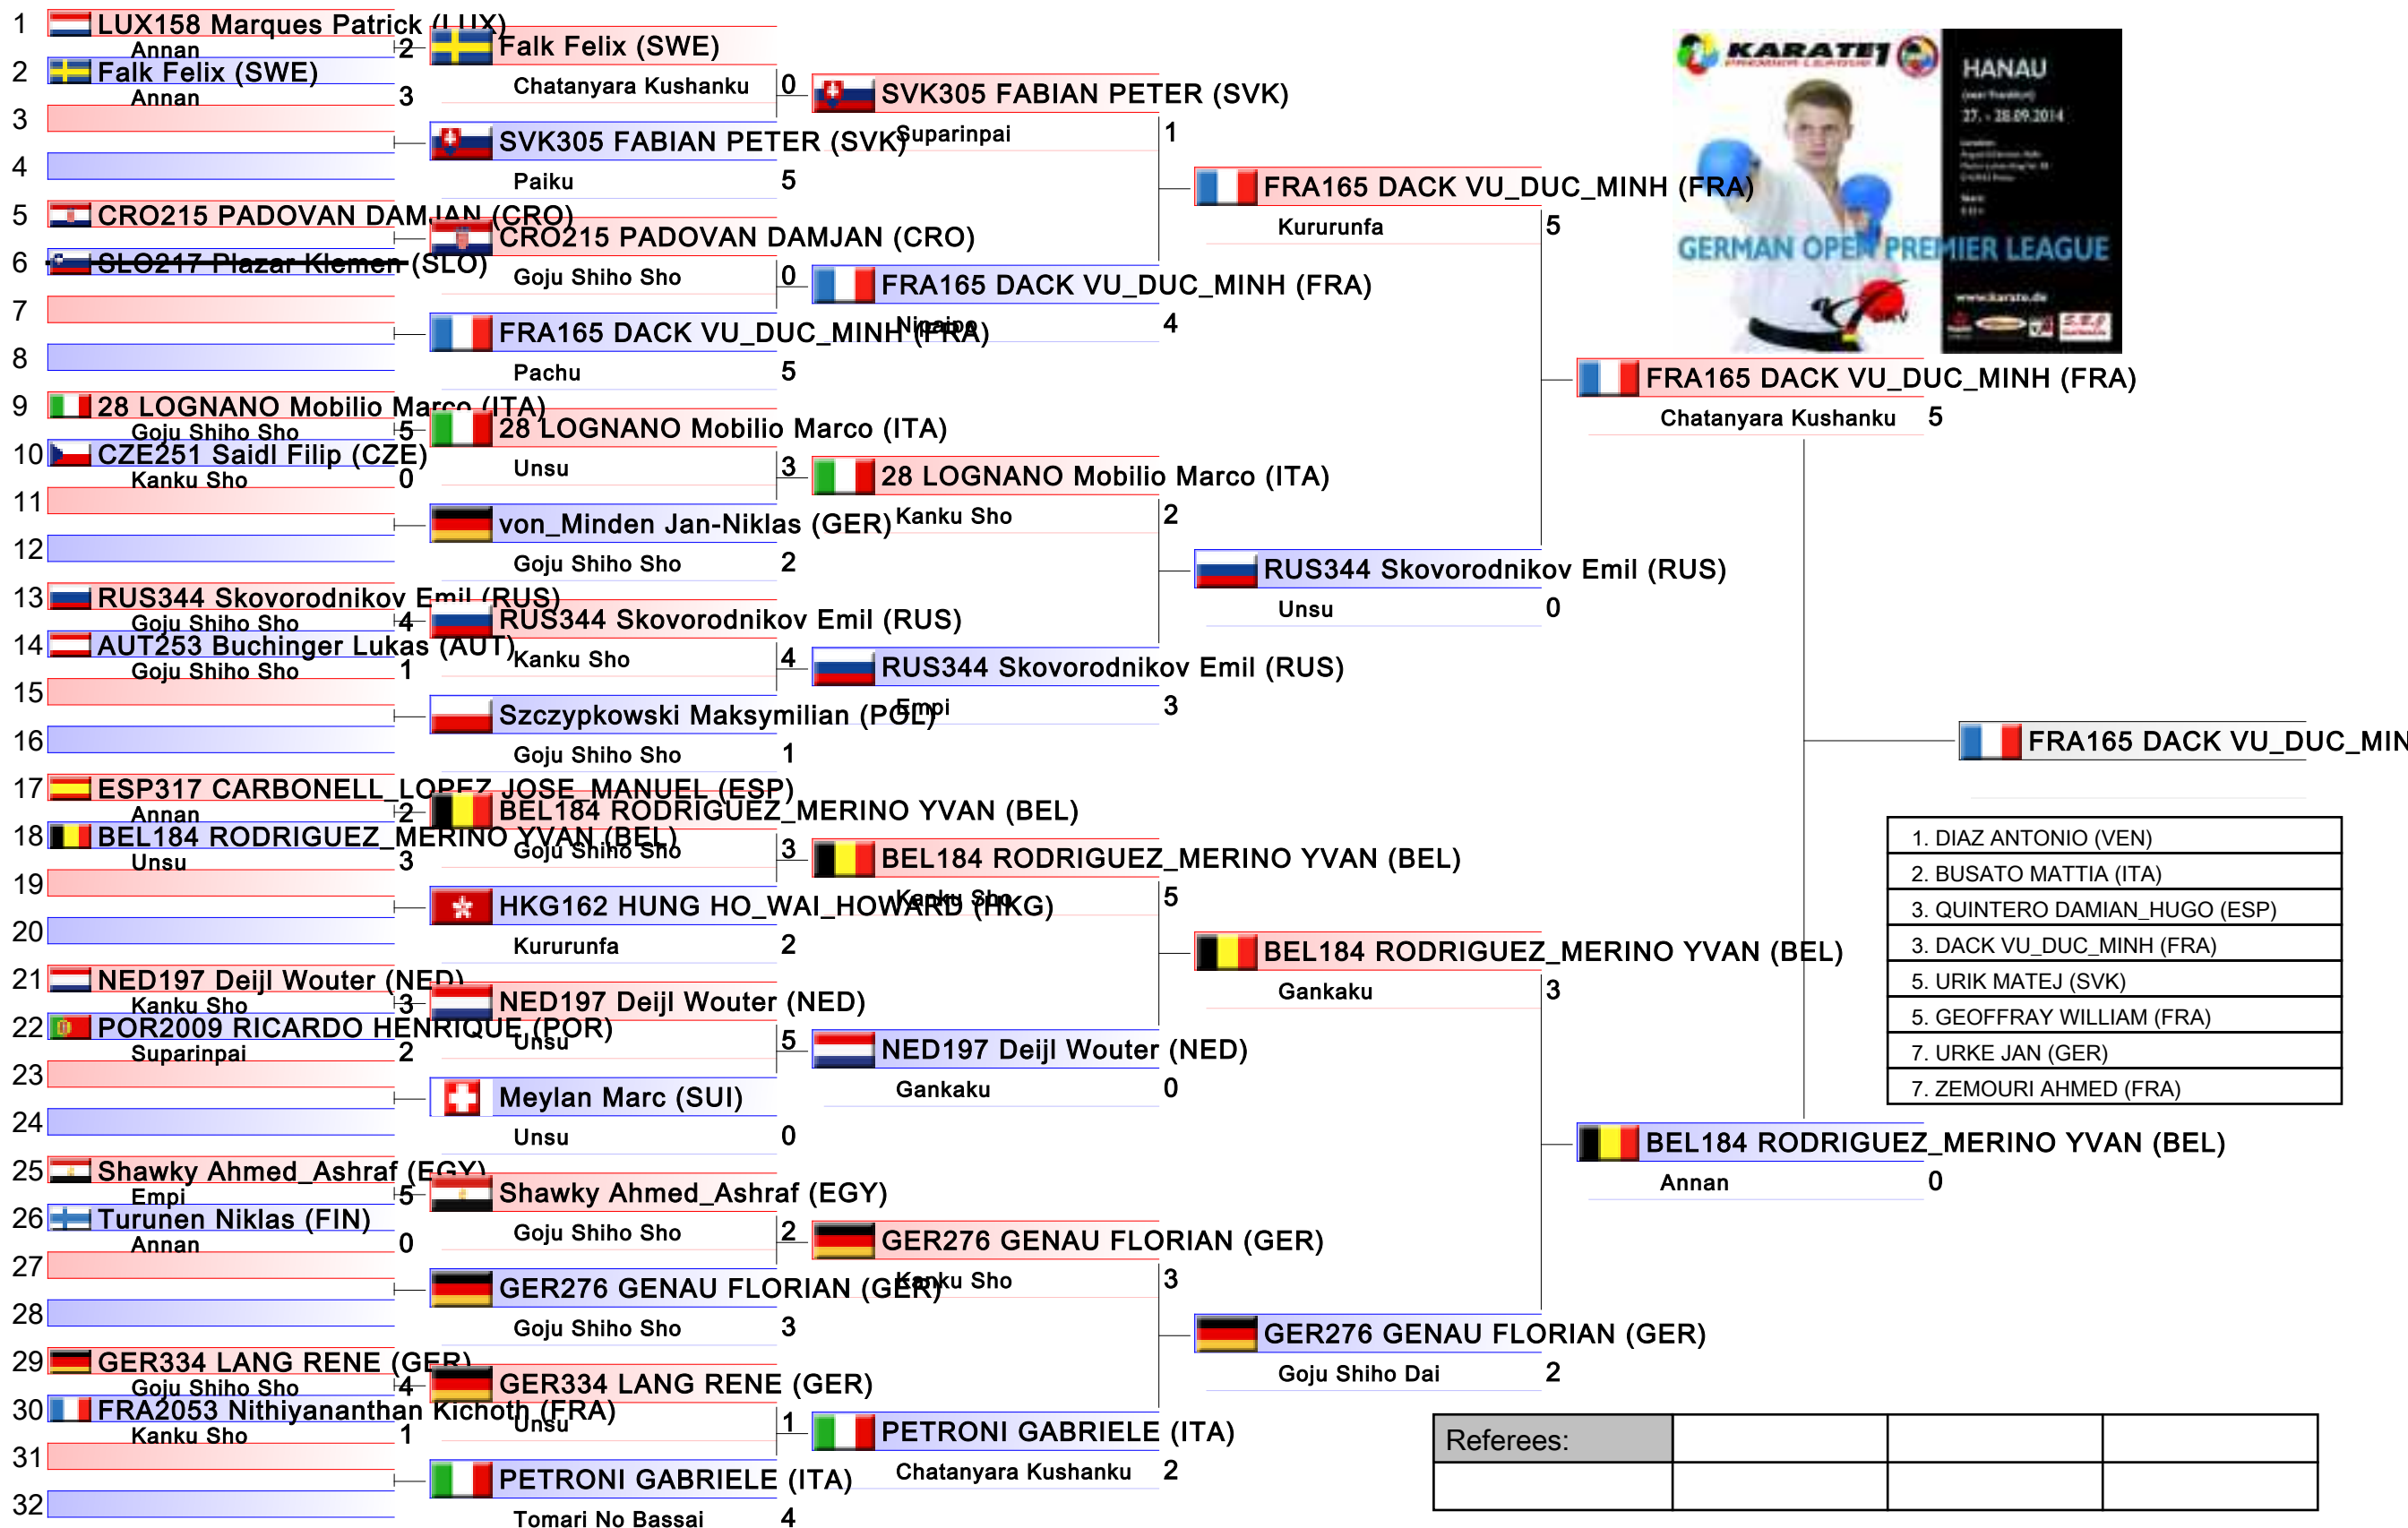 1 LUX158 Marques Patrick (LUX)
Annan 2
2 Falk Felix (SWE)
Annan 3
3
4
5 CRO215 PADOVAN DAMJAN (CRO)
6 SLO217 Plazar Klemen (SLO)
7
8
9 28 LOGNANO Mobilio Marco (ITA)
Goju Shiho Sho 5
10 CZE251 Saidl Filip (CZE)
Kanku Sho 0
11
12
13 RUS344 Skovorodnikov Emil (RUS)
Goju Shiho Sho 4
14 AUT253 Buchinger Lukas (AUT)
Goju Shiho Sho 1
15
16
17 ESP317 CARBONELL_LOPEZ JOSE_MANUEL (ESP)
Annan 2
18 BEL184 RODRIGUEZ_MERINO YVAN (BEL)
Unsu 3
19
20
21 NED197 Deijl Wouter (NED)
Kanku Sho 3
22 POR2009 RICARDO HENRIQUE (POR)
Suparinpai 2
23
24
25 Shawky Ahmed_Ashraf (EGY)
Empi 5
26 Turunen Niklas (FIN)
Annan 0
27
28
29 GER334 LANG RENE (GER)
Goju Shiho Sho 4
30 FRA2053 Nithiyananthan Kichoth (FRA)
Kanku Sho 1
31
32
Falk Felix (SWE)
Chatanyara Kushanku 0
SVK305 FABIAN PETER (SVK)
Paiku 5
CRO215 PADOVAN DAMJAN (CRO)
Goju Shiho Sho 0
FRA165 DACK VU_DUC_MINH (FRA)
Pachu 5
28 LOGNANO Mobilio Marco (ITA)
Unsu 3
von_Minden Jan-Niklas (GER)
Goju Shiho Sho 2
RUS344 Skovorodnikov Emil (RUS)
Kanku Sho 4
Szczypkowski Maksymilian (POL)
Goju Shiho Sho 1
BEL184 RODRIGUEZ_MERINO YVAN (BEL)
Goju Shiho Sho 3
HKG162 HUNG HO_WAI_HOWARD (HKG)
Kururunfa 2
NED197 Deijl Wouter (NED)
Unsu 5
Meylan Marc (SUI)
Unsu 0
Shawky Ahmed_Ashraf (EGY)
Goju Shiho Sho 2
GER276 GENAU FLORIAN (GER)
Goju Shiho Sho 3
GER334 LANG RENE (GER)
Unsu 1
PETRONI GABRIELE (ITA)
Tomari No Bassai 4
SVK305 FABIAN PETER (SVK)
Suparinpai 1
FRA165 DACK VU_DUC_MINH (FRA)
Nipaipo 4
28 LOGNANO Mobilio Marco (ITA)
Kanku Sho 2
RUS344 Skovorodnikov Emil (RUS)
Empi 3
BEL184 RODRIGUEZ_MERINO YVAN (BEL)
Kanku Sho 5
NED197 Deijl Wouter (NED)
Gankaku 0
GER276 GENAU FLORIAN (GER)
Kanku Sho 3
PETRONI GABRIELE (ITA)
Chatanyara Kushanku 2
FRA165 DACK VU_DUC_MINH (FRA)
Kururunfa 5
RUS344 Skovorodnikov Emil (RUS)
Unsu 0
BEL184 RODRIGUEZ_MERINO YVAN (BEL)
Gankaku 3
GER276 GENAU FLORIAN (GER)
Goju Shiho Dai 2
FRA165 DACK VU_DUC_MINH (FRA)
Chatanyara Kushanku 5
BEL184 RODRIGUEZ_MERINO YVAN (BEL)
Annan 0
FRA165 DACK VU_DUC_MIN
KARATE1
PREMIER LEAGUE
HANAU
(near Frankfurt)
27. - 28.09.2014
GERMAN OPEN PREMIER LEAGUE
www.karate.de
1. DIAZ ANTONIO (VEN)
2. BUSATO MATTIA (ITA)
3. QUINTERO DAMIAN_HUGO (ESP)
3. DACK VU_DUC_MINH (FRA)
5. URIK MATEJ (SVK)
5. GEOFFRAY WILLIAM (FRA)
7. URKE JAN (GER)
7. ZEMOURI AHMED (FRA)
Referees: